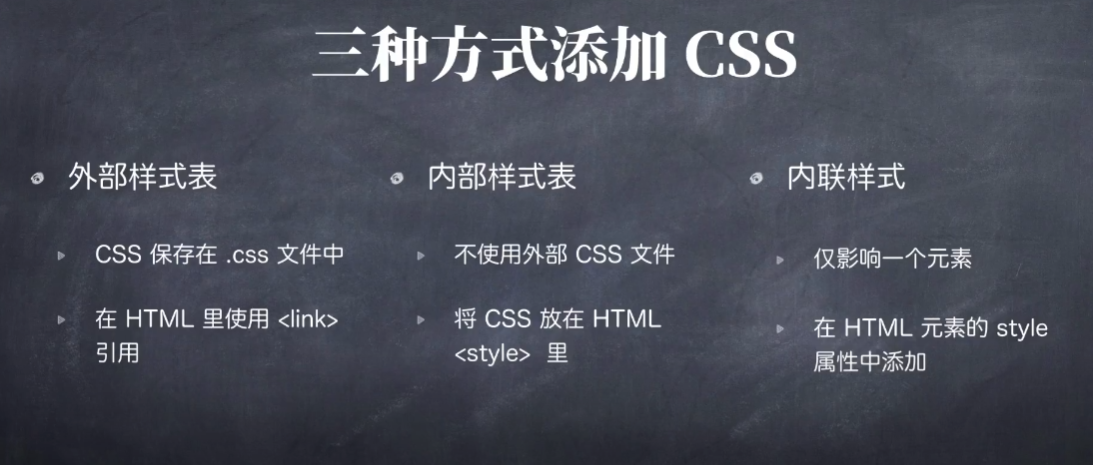 三种方式添加 CSS
外部样式表
CSS 保存在 .css 文件中
在 HTML 里使用 <link>
引用
内部样式表
不使用外部 CSS 文件
将 CSS 放在 HTML
<style> 里
内联样式
仅影响一个元素
在 HTML 元素的 style
属性中添加